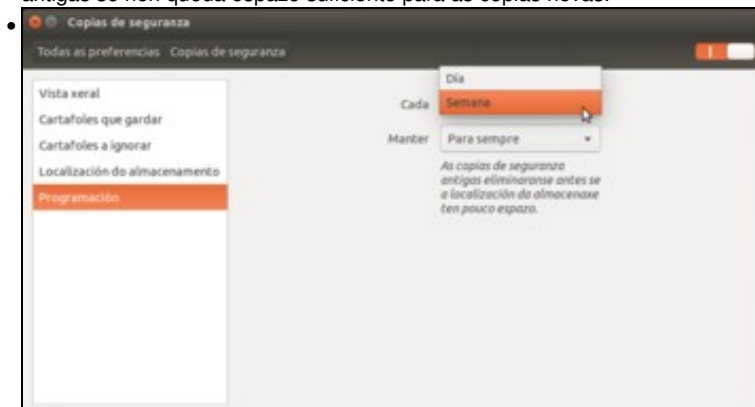 antigas se non queda espazo suficiente para as copias novas.
Copias de seguranza
Todas as preferencias Copias de seguranza
Vista xeral
Cartafoles que gardar
Cartafoles a ignorar
Localización do almacenamento
Programación
Día
Cada Semana
Manter Para sempre
As copias de seguranza
antigas eliminaranse antes se
a localización do almacenaxe
ten pouco espazo.